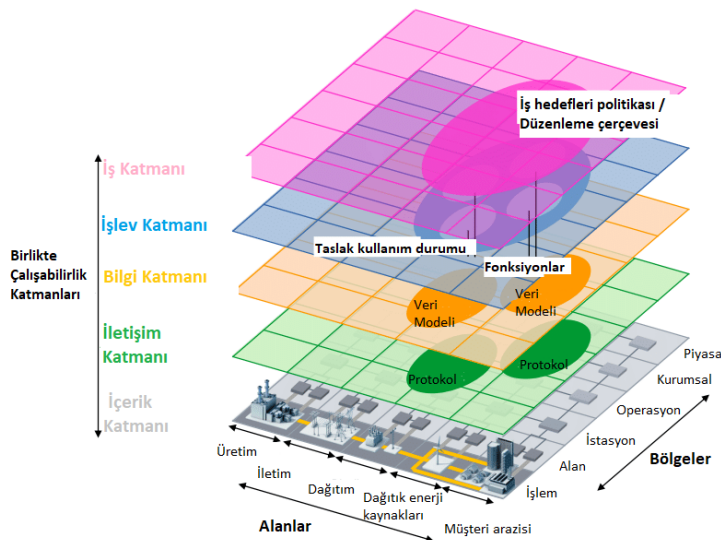 İş hedefleri politikası /
Düzenleme çerçevesi
İş Katmanı
İşlev Katmanı
Taslak kullanım durumu
Birlikte
Çalışabilirlik
Katmanları
Bilgi Katmanı
Fonksiyonlar
Veri
Modeli
Veri
Modeli
İletişim
Katmanı
Protokol
Protokol
İçerik
Katmanı
Piyasa
Kurumsal
Operasyon
İstasyon
Alan
İşlem
Bölgeler
Üretim
İletim
Dağıtım
Dağıtık enerji
kaynakları
Müşteri arazisi
Alanlar